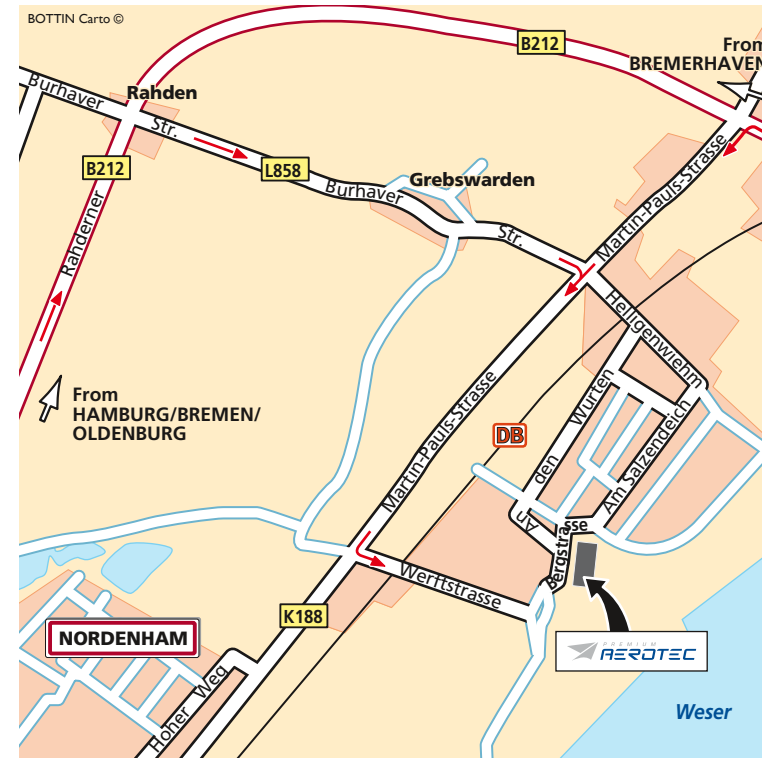 BOTTIN Carto ©
B212
From
BREMERHAVEN
Burhaver
Rahden
Str.
B212
L858
Burhaver
Grebswarden
Str.
Martin-Pauls-Strasse
Rahderner
Helligenwiehm
From
HAMBURG/BREMEN/
OLDENBURG
Martin-Pauls-Strasse
DB
An den Wurten
Am Salzendeich
Bergstrasse
Werftstrasse
K188
NORDENHAM
Hoher Weg
PREMIUM
AEROTEC
Weser